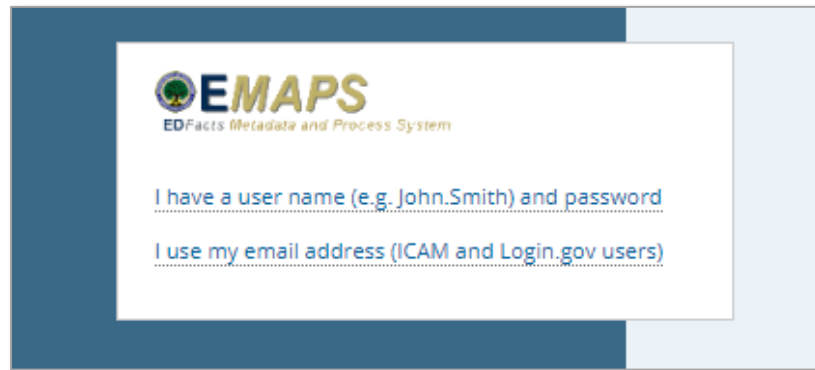 EMAPS
EDFacts Metadata and Process System
I have a user name (e.g. John.Smith) and password
I use my email address (ICAM and Login.gov users)